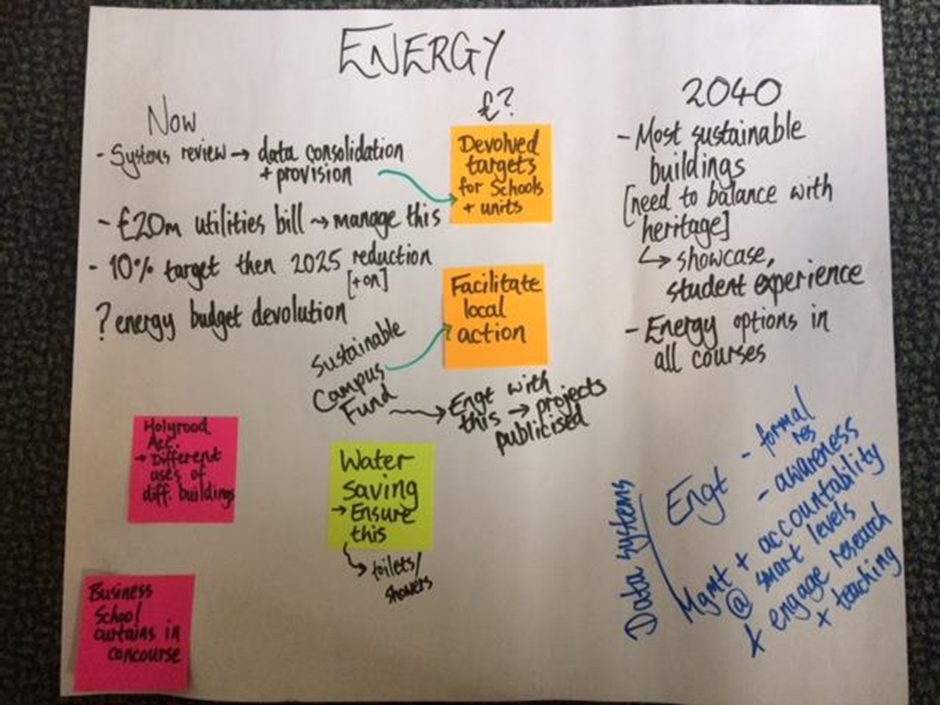 ENERGY
Now
- Systems review → data consolidation
+ provision
- £20m utilities bill → manage this
- 10% target then 2025 reduction
[+on]
? energy budget devolution
£?
Devolved
targets
for Schools
+ units
Facilitate
local
action
Sustainable
Campus
Fund
→ Engt with
this → projects
publicised
2040
- Most sustainable
buildings
[need to balance with
heritage]
↳ showcase,
student experience
- Energy options in
all courses
Holyrood
Acc.
→ Different
uses of
diff. buildings
Water
saving
→ Ensure
this
↳ toilets/
showers
Business
School
curtains in
concourse
Data systems
Engt
- formal
res
- awareness
Mgmt + accountability
@ smart levels
engage research
+ teaching